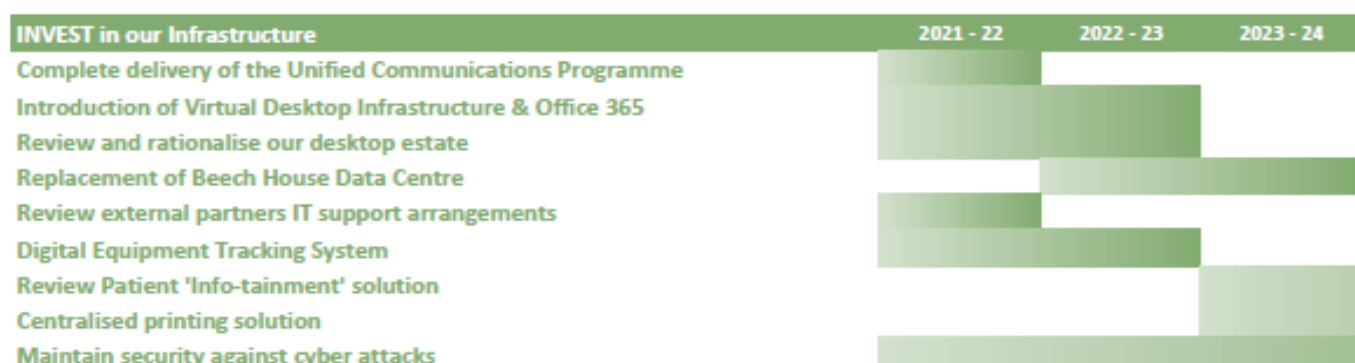 INVEST in our Infrastructure 2021 - 22 2022 - 23 2023 - 24
Complete delivery of the Unified Communications Programme
Introduction of Virtual Desktop Infrastructure & Office 365
Review and rationalise our desktop estate
Replacement of Beech House Data Centre
Review external partners IT support arrangements
Digital Equipment Tracking System
Review Patient 'Info-tainment' solution
Centralised printing solution
Maintain security against cyber attacks